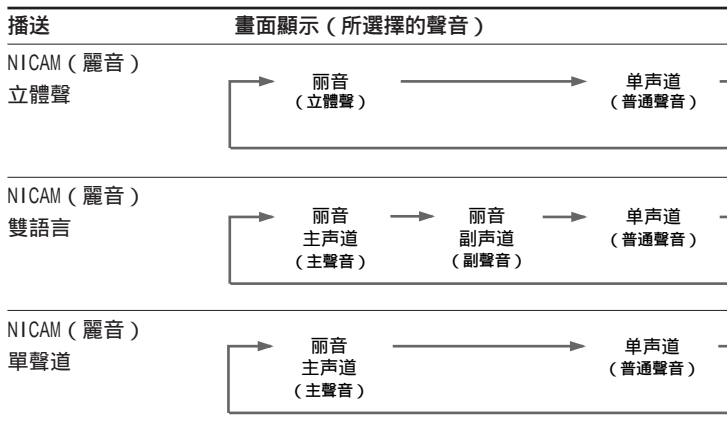 播送 畫面顯示（所選擇的聲音）
NICAM（麗音）
立體聲
丽音 单声道
（立體聲） （普通聲音）
NICAM（麗音）
雙語言
丽音 丽音 单声道
主声道 副声道 （普通聲音）
（主聲音） （副聲音）
NICAM（麗音）
單聲道
丽音 单声道
主声道 （普通聲音）
（主聲音）